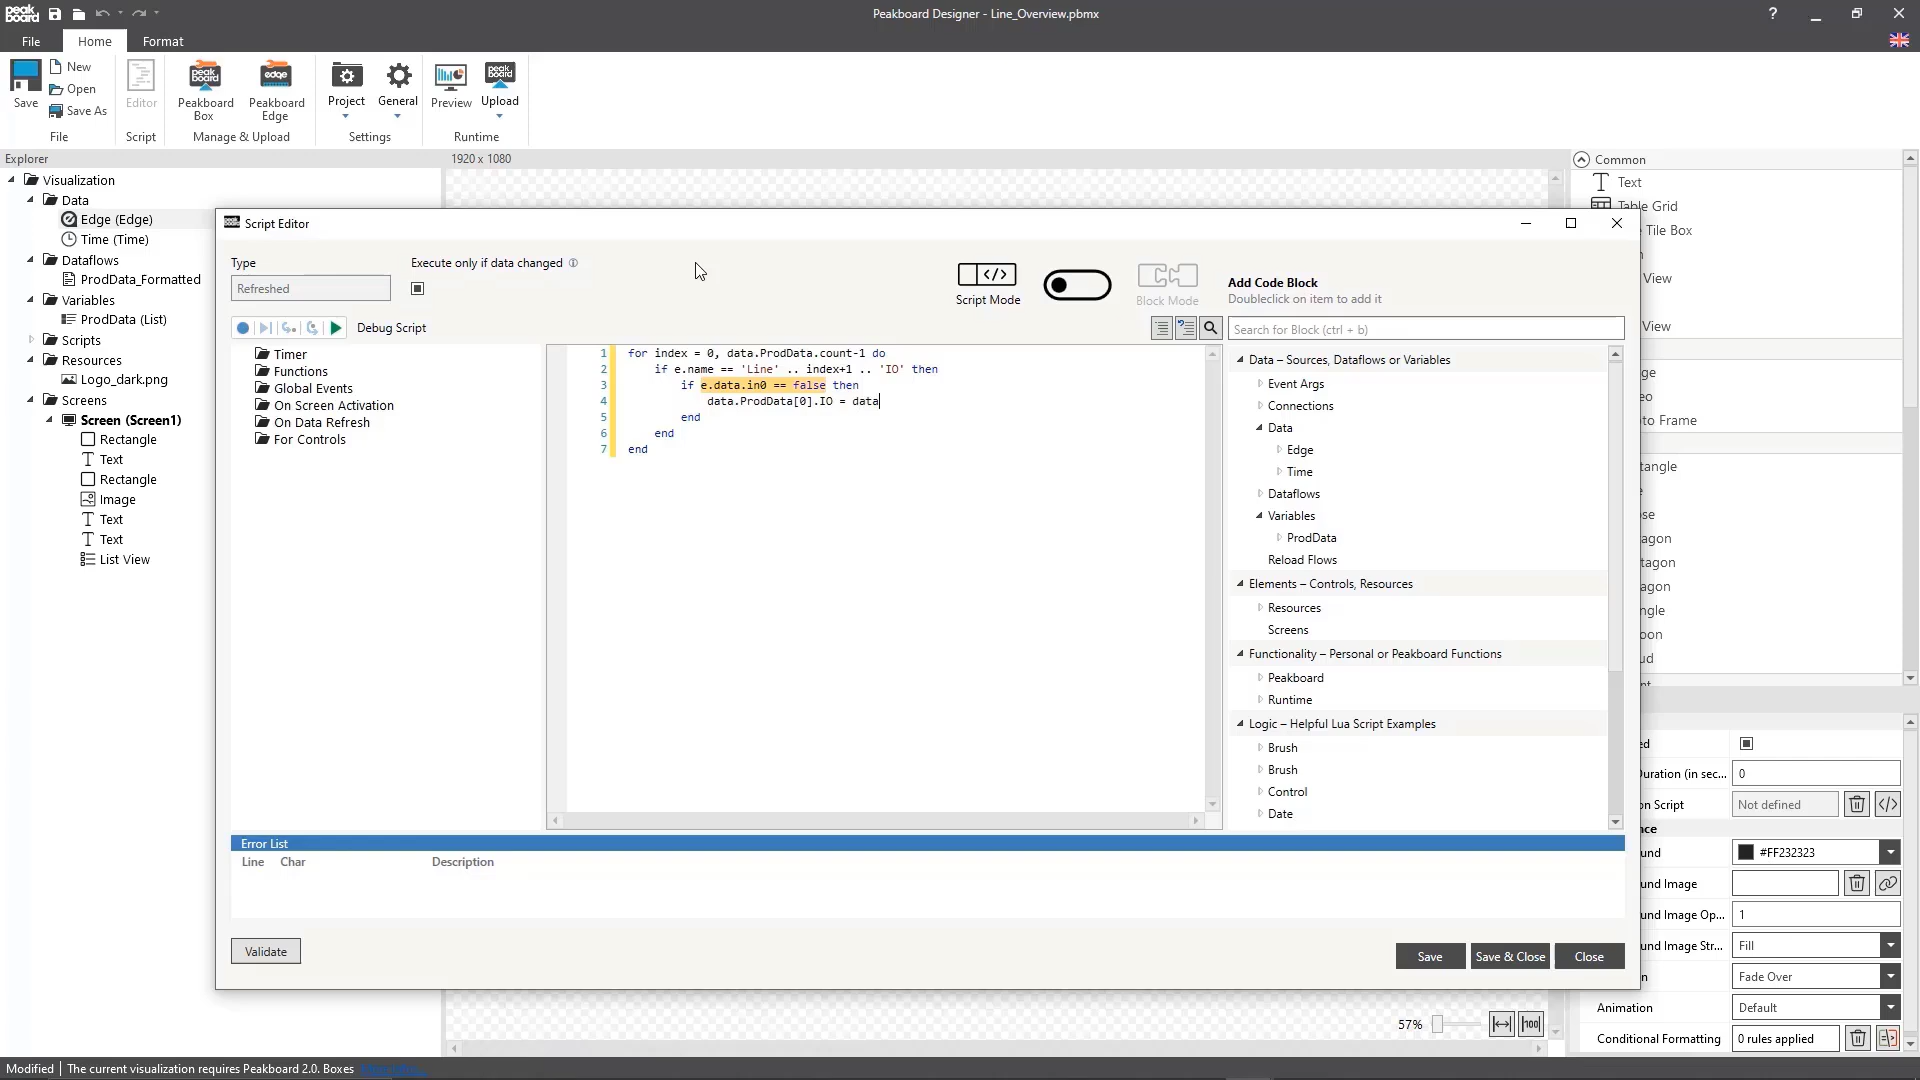 peak board
Peakboard Designer - Line_Overview.pbmx
File
Home
Format
Save
New
Open
Save As
File
Editor
Script
Peakboard Box
Peakboard Edge
Manage & Upload
Project
General
Settings
Preview
Upload
Runtime
Explorer
1920 x 1080
Visualization
Data
Edge (Edge)
Time (Time)
Dataflows
ProdData_Formatted
Variables
ProdData (List)
Scripts
Resources
Logo_dark.png
Screens
Screen (Screen1)
Rectangle
Text
Rectangle
Image
Text
Text
List View
Script Editor
Type
Refreshed
Execute only if data changed
Script Mode
Block Mode
Add Code Block
Doubleclick on item to add it
Debug Script
Search for Block (ctrl + b)
Timer
Functions
Global Events
On Screen Activation
On Data Refresh
For Controls
1 for index = 0, data.ProdData.count-1 do
2 if e.name == 'Line' .. index+1 .. 'IO' then
3 if e.data.in0 == false then
4 data.ProdData[0].IO = data
5 end
6 end
7 end
Data – Sources, Dataflows or Variables
Event Args
Connections
Data
Edge
Time
Dataflows
Variables
ProdData
Reload Flows
Elements – Controls, Resources
Resources
Screens
Functionality – Personal or Peakboard Functions
Peakboard
Runtime
Logic – Helpful Lua Script Examples
Brush
Brush
Control
Date
Error List
Line Char Description
Validate
Save
Save & Close
Close
Common
Text
Table Grid
Tile Box
View
View
Frame
Duration (in sec... 0
on Script Not defined
#FF232323
und Image
und Image Op... 1
und Image Str... Fill
Fade Over
Animation Default
Conditional Formatting 0 rules applied
57%
100
Modified
The current visualization requires Peakboard 2.0. Boxes